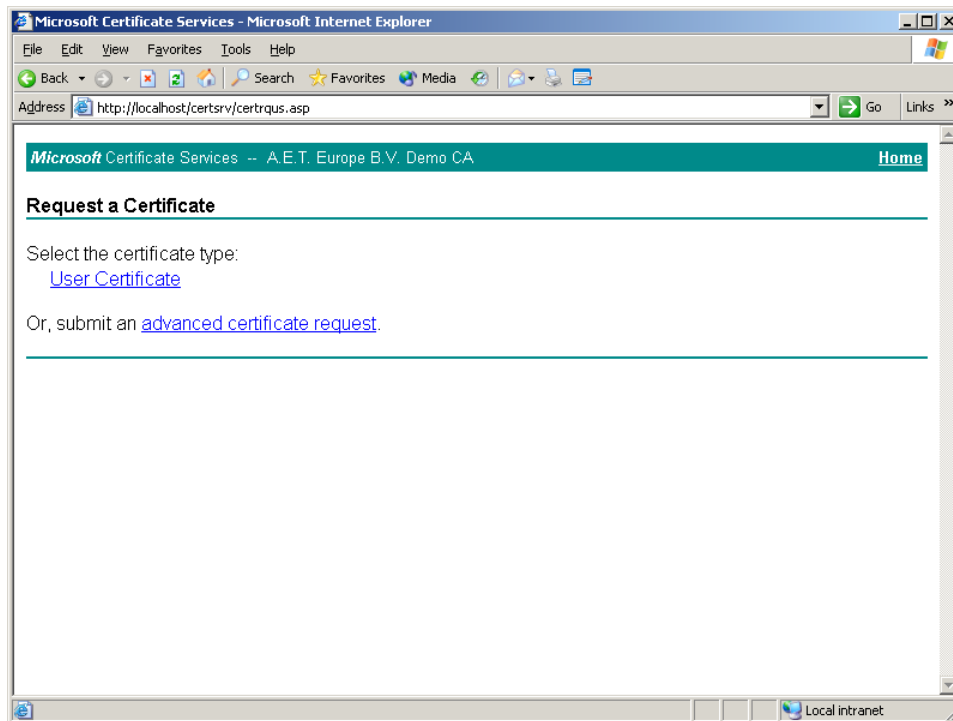 Microsoft Certificate Services - Microsoft Internet Explorer
File Edit View Favorites Tools Help
Back Search Favorites Media
Address http://localhost/certsrv/certrqus.asp Go Links »
Microsoft Certificate Services -- A.E.T. Europe B.V. Demo CA Home
Request a Certificate
Select the certificate type:
User Certificate
Or, submit an advanced certificate request.
Local intranet